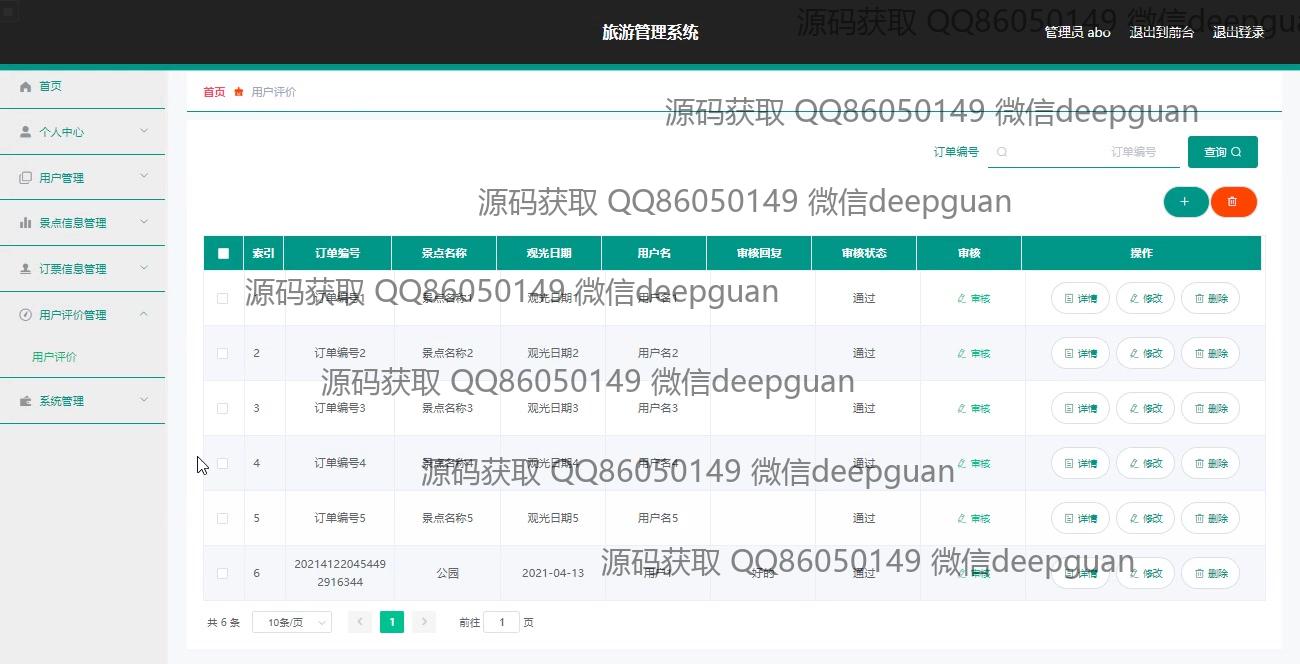 旅游管理系统
管理员 abo 退出到前台 退出登录
源码获取 QQ86050149 微信deepgua
首页
个人中心
用户管理
景点信息管理
订票信息管理
用户评价管理
用户评价
系统管理
首页 用户评价
源码获取 QQ86050149 微信deepguan
订单编号 订单编号 查询
源码获取 QQ86050149 微信deepguan
索引 订单编号 景点名称 观光日期 用户名 审核回复 审核状态 审核 操作
订单编号1 景点名称1 观光日期1 用户名1 通过 审核 详情 修改 删除
源码获取 QQ86050149 微信deepguan
2 订单编号2 景点名称2 观光日期2 用户名2 通过 审核 详情 修改 删除
源码获取 QQ86050149 微信deepguan
3 订单编号3 景点名称3 观光日期3 用户名3 通过 审核 详情 修改 删除
4 订单编号4 景点名称4 观光日期4 用户名4 通过 审核 详情 修改 删除
源码获取 QQ86050149 微信deepguan
5 订单编号5 景点名称5 观光日期5 用户名5 通过 审核 详情 修改 删除
6 20214122045449 公园 2021-04-13 用户1 好的 通过 审核 详情 修改 删除
2916344
源码获取 QQ86050149 微信deepguan
共 6 条 10条/页 1 前往 1 页